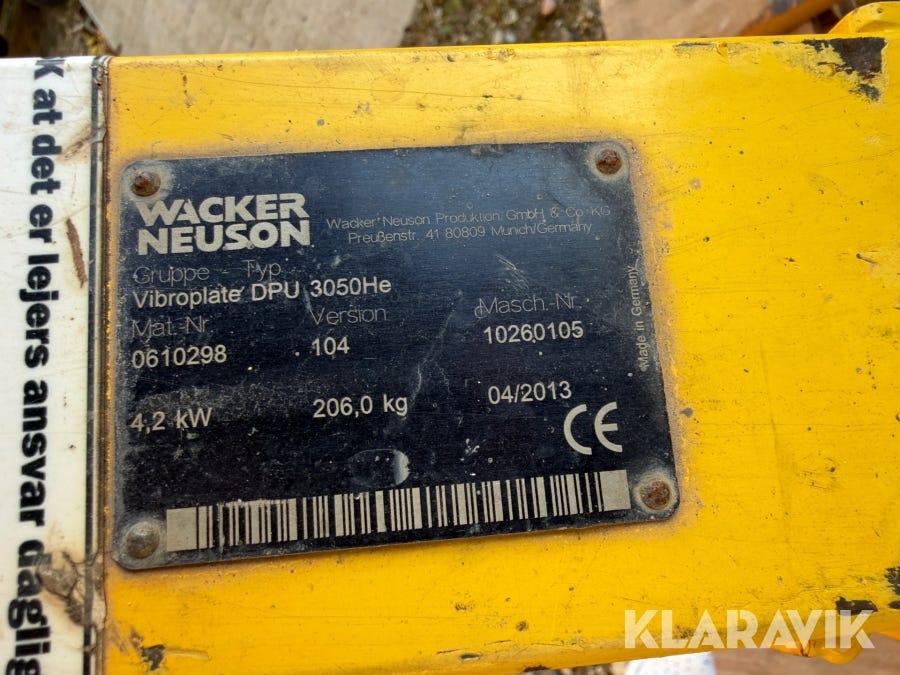 k at det er lejers ansvar daglig
WACKER
NEUSON
Wacker Neuson Produktion GmbH & Co. KG
Preußenstr. 41 80809 Munich/Germany
Gruppe - Typ
Vibroplate DPU 3050He
Mat.-Nr. Version Masch.-Nr.
0610298 104 10260105
4,2 kW 206,0 kg 04/2013
CE
Made in Germany
KLARAVIK